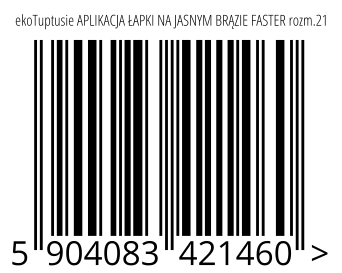 ekoTuptusie APLIKACJA ŁAPKI NA JASNYM BRĄZIE FASTER rozm.21
5 904083 421460 >